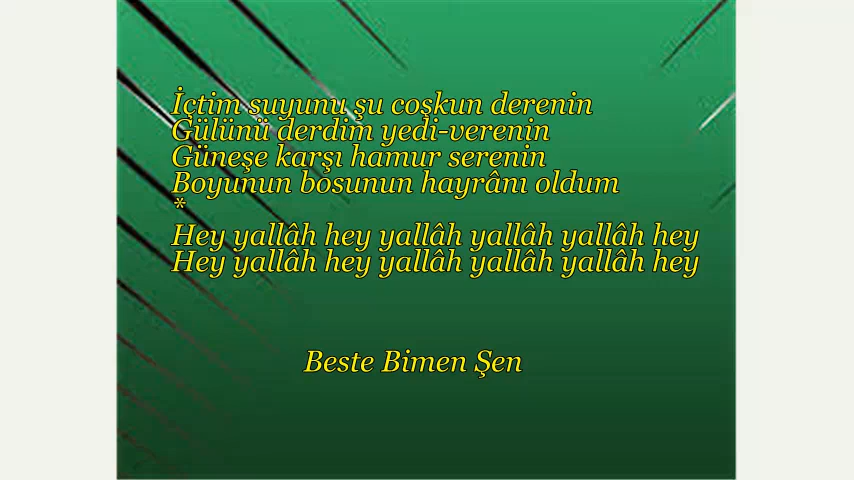 İçtim suyunu şu coşkun derenin
Gülünü derdim yedi-verenin
Güneşe karşı hamur serenin
Boyunun bosunun hayrânı oldum
*
Hey yallâh hey yallâh yallâh yallâh hey
Hey yallâh hey yallâh yallâh yallâh hey
Beste Bimen Şen